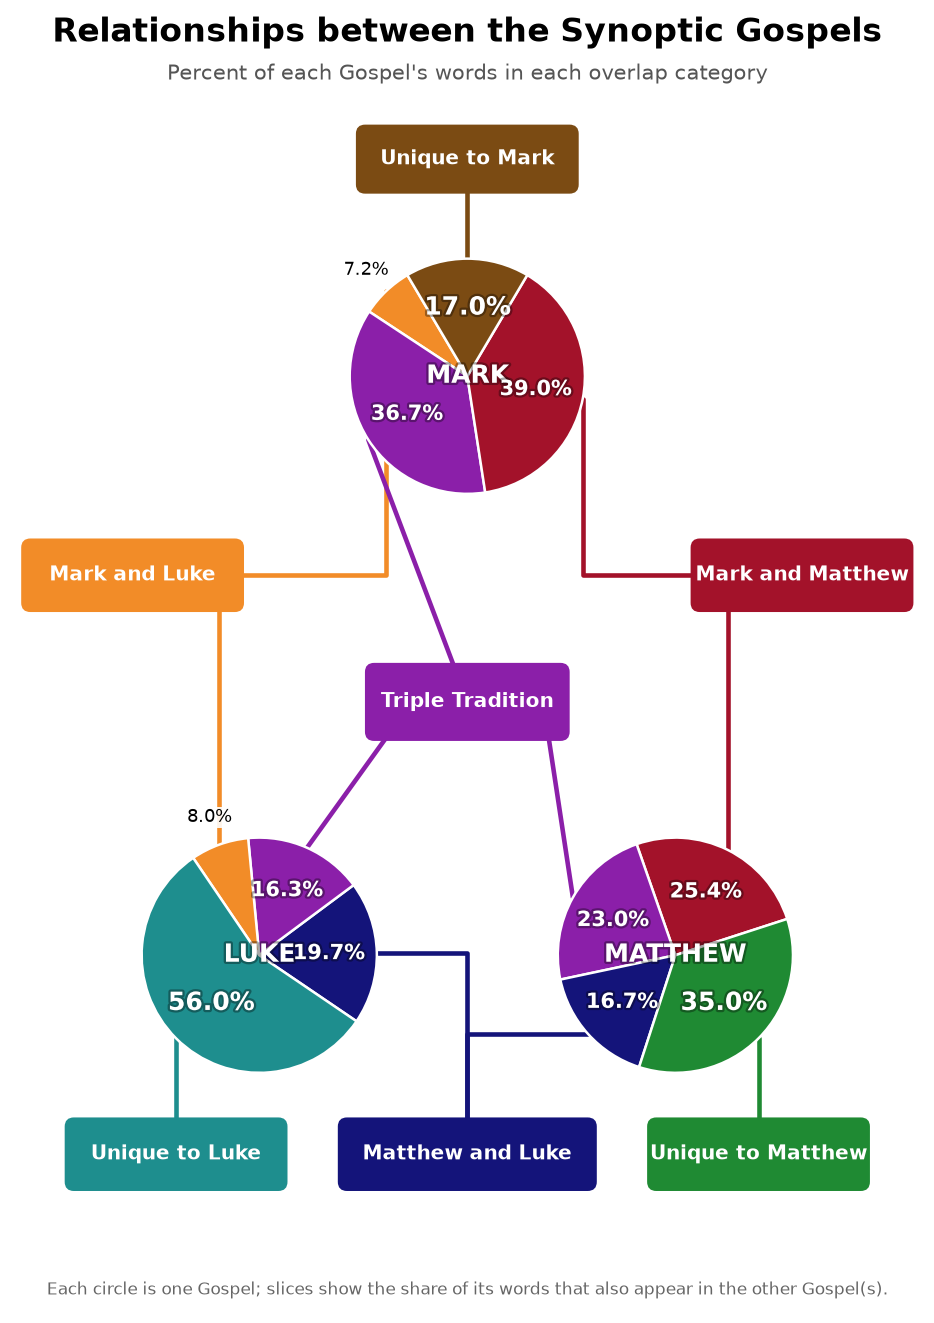 Relationships between the Synoptic Gospels
Percent of each Gospel's words in each overlap category
Unique to Mark
7.2%
17.0%
MARK
39.0%
36.7%
Mark and Luke
Mark and Matthew
Triple Tradition
8.0%
16.3%
LUKE
19.7%
56.0%
25.4%
23.0%
MATTHEW
16.7%
35.0%
Unique to Luke
Matthew and Luke
Unique to Matthew
Each circle is one Gospel; slices show the share of its words that also appear in the other Gospel(s).